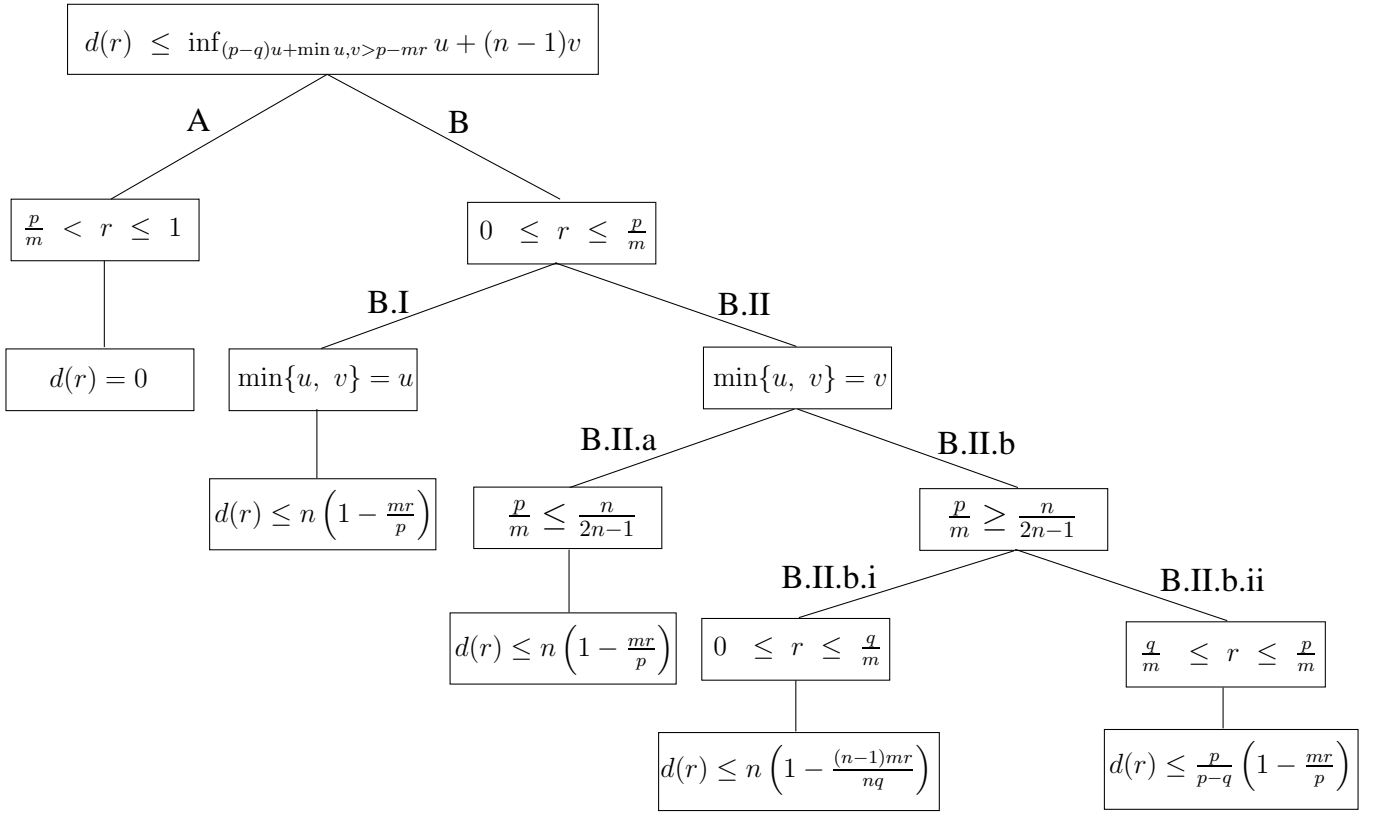 d(r) ≤ inf_{(p−q)u+min u,v>p−mr} u + (n − 1)v
A
B
p/m < r ≤ 1
0 ≤ r ≤ p/m
B.I
B.II
d(r) = 0
min{u, v} = u
min{u, v} = v
B.II.a
B.II.b
d(r) ≤ n(1 − mr/p)
p/m ≤ n/(2n−1)
p/m ≥ n/(2n−1)
B.II.b.i
B.II.b.ii
d(r) ≤ n(1 − mr/p)
0 ≤ r ≤ q/m
q/m ≤ r ≤ p/m
d(r) ≤ n(1 − (n−1)mr/nq)
d(r) ≤ p/(p−q) (1 − mr/p)